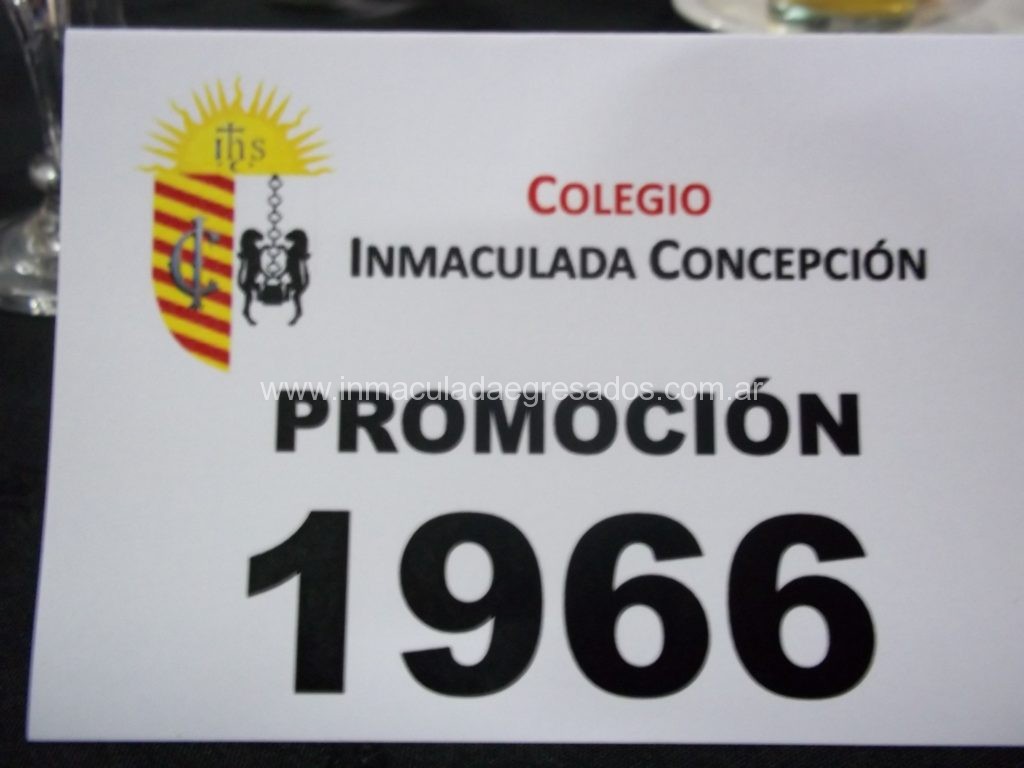 ihs
COLEGIO
INMACULADA CONCEPCIÓN
www.inmaculadaegresados.com.ar
PROMOCIÓN
1966